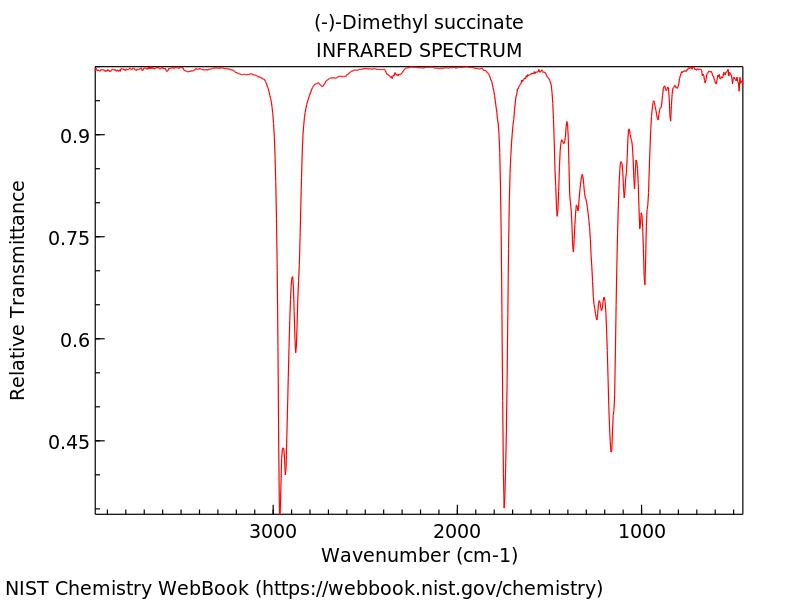 (-)-Dimethyl succinate
INFRARED SPECTRUM
0.9
0.75
0.6
0.45
Relative Transmittance
3000 2000 1000
Wavenumber (cm-1)
NIST Chemistry WebBook (https://webbook.nist.gov/chemistry)